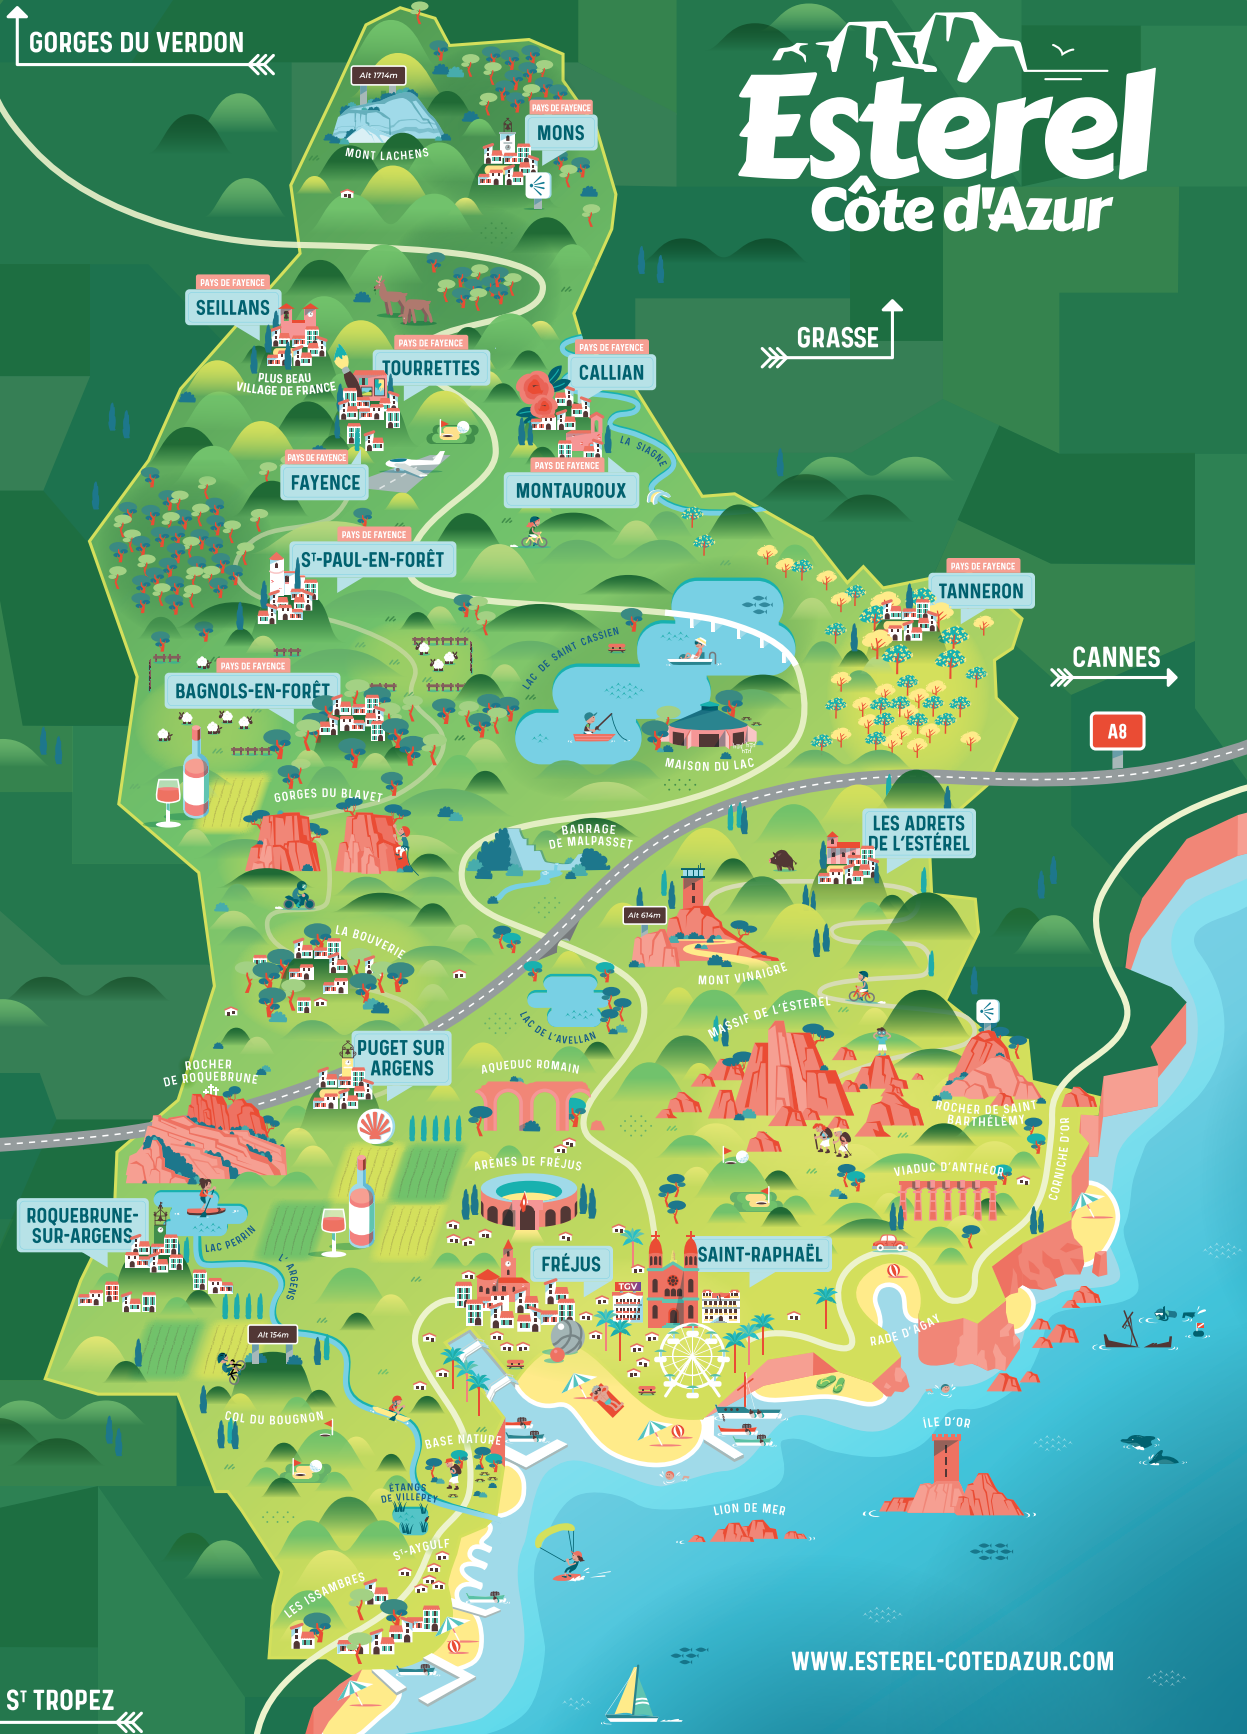 GORGES DU VERDON
Esterel
Côte d'Azur
Alt 1714m
MONT LACHENS
PAYS DE FAYENCE
MONS
PAYS DE FAYENCE
SEILLANS
PLUS BEAU
VILLAGE DE FRANCE
GRASSE
PAYS DE FAYENCE
TOURRETTES
PAYS DE FAYENCE
CALLIAN
LA SIAGNE
PAYS DE FAYENCE
FAYENCE
PAYS DE FAYENCE
MONTAUROUX
PAYS DE FAYENCE
ST-PAUL-EN-FORÊT
PAYS DE FAYENCE
TANNERON
LAC DE SAINT CASSIEN
PAYS DE FAYENCE
BAGNOLS-EN-FORÊT
CANNES
A8
MAISON DU LAC
GORGES DU BLAVET
BARRAGE
DE MALPASSET
LES ADRETS
DE L'ESTÉREL
Alt 614m
LA BOUVERIE
MONT VINAIGRE
MASSIF DE L'ÉSTEREL
LAC DE L'AVELLAN
PUGET SUR
ARGENS
ROCHER
DE ROQUEBRUNE
AQUEDUC ROMAIN
ROCHER DE SAINT
BARTHÉLEMY
CORNICHE D'OR
ARÈNES DE FRÉJUS
VIADUC D'ANTHÉOR
ROQUEBRUNE-
SUR-ARGENS
LAC PERRIN
L'ARGENS
FRÉJUS
SAINT-RAPHAËL
TGV
Alt 154m
RADE D'AGAY
COL DU BOUGNON
BASE NATURE
ÎLE D'OR
ÉTANGS
DE VILLEPEY
LION DE MER
ST-AYGULF
LES ISSAMBRES
WWW.ESTEREL-COTEDAZUR.COM
ST TROPEZ